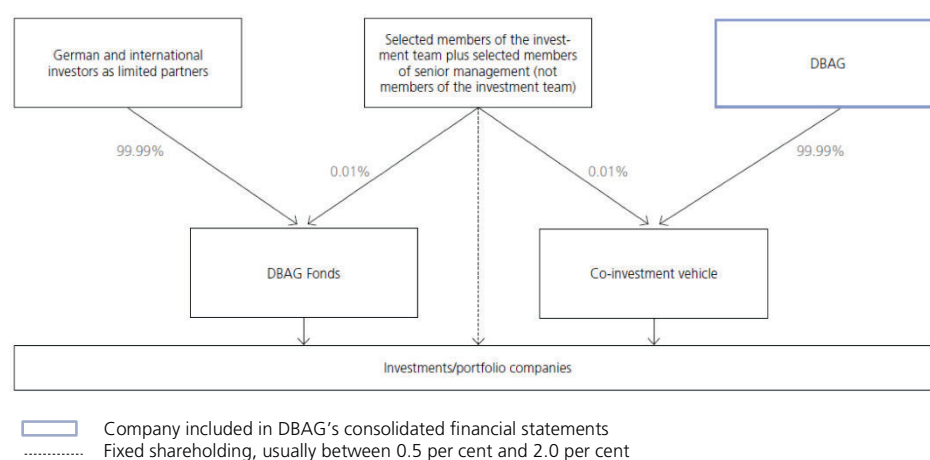 German and international
investors as limited partners
Selected members of the invest-
ment team plus selected members
of senior management (not
members of the investment team)
DBAG
99.99%
0.01%
0.01%
99.99%
DBAG Fonds
Co-investment vehicle
Investments/portfolio companies
Company included in DBAG’s consolidated financial statements
Fixed shareholding, usually between 0.5 per cent and 2.0 per cent